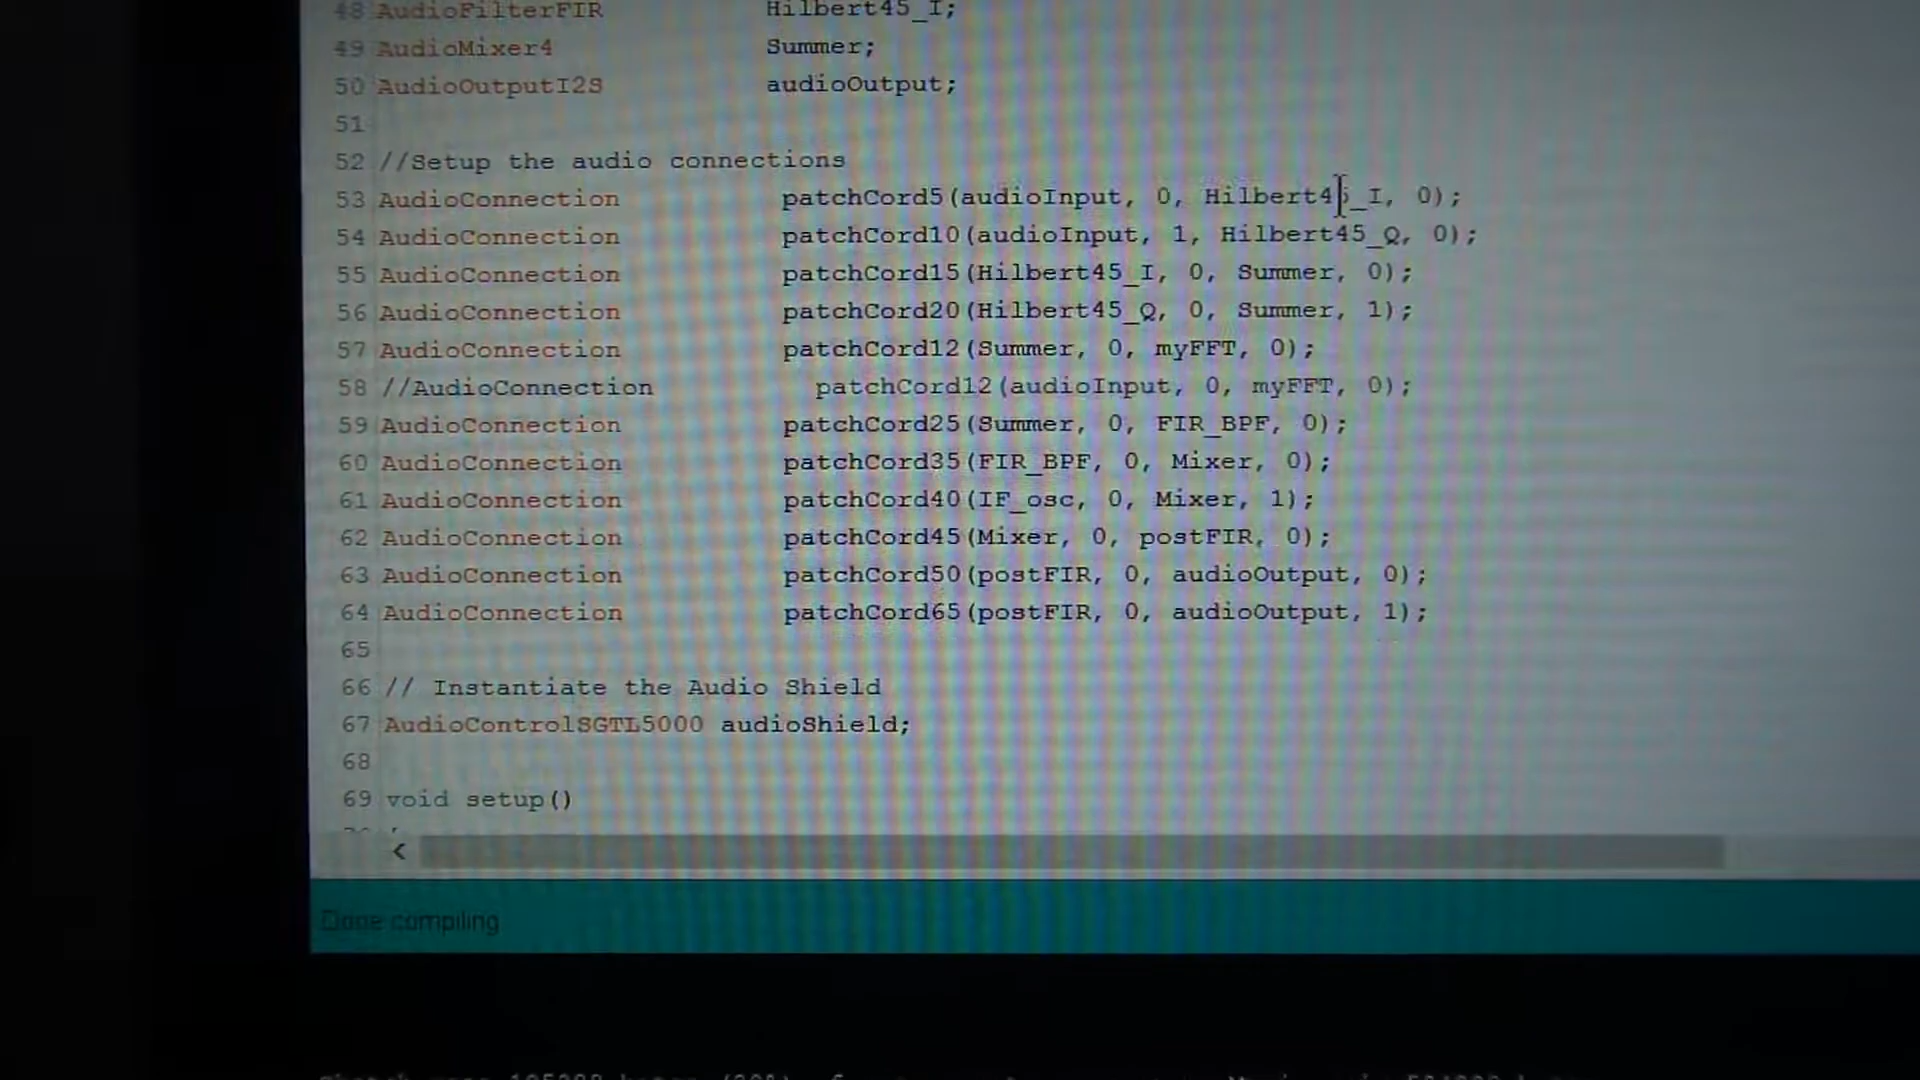 48 AudioFilterFIR Hilbert45_I;
49 AudioMixer4 Summer;
50 AudioOutputI2S audioOutput;
51
52 //Setup the audio connections
53 AudioConnection patchCord5(audioInput, 0, Hilbert45_I, 0);
54 AudioConnection patchCord10(audioInput, 1, Hilbert45_Q, 0);
55 AudioConnection patchCord15(Hilbert45_I, 0, Summer, 0);
56 AudioConnection patchCord20(Hilbert45_Q, 0, Summer, 1);
57 AudioConnection patchCord12(Summer, 0, myFFT, 0);
58 //AudioConnection patchCord12(audioInput, 0, myFFT, 0);
59 AudioConnection patchCord25(Summer, 0, FIR_BPF, 0);
60 AudioConnection patchCord35(FIR_BPF, 0, Mixer, 0);
61 AudioConnection patchCord40(IF_osc, 0, Mixer, 1);
62 AudioConnection patchCord45(Mixer, 0, postFIR, 0);
63 AudioConnection patchCord50(postFIR, 0, audioOutput, 0);
64 AudioConnection patchCord65(postFIR, 0, audioOutput, 1);
65
66 // Instantiate the Audio Shield
67 AudioControlSGTL5000 audioShield;
68
69 void setup()
<
Done compiling